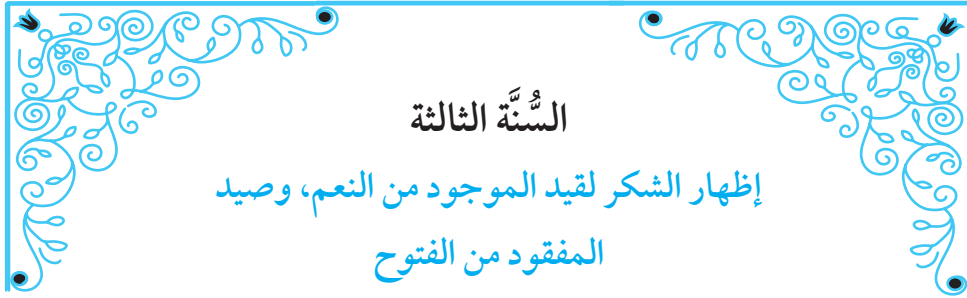 السُّنَّة الثالثة
إظهار الشكر لقيد الموجود من النعم، وصيد
المفقود من الفتوح